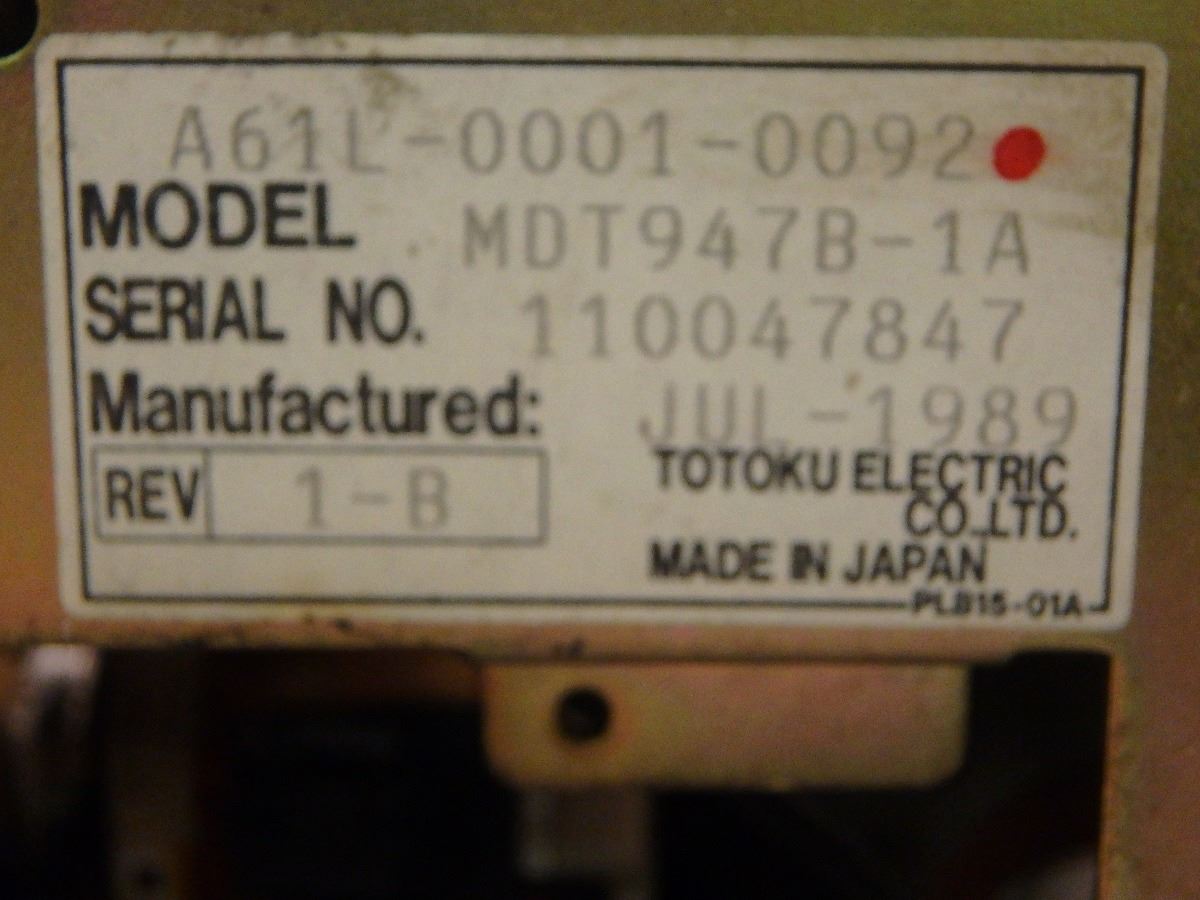 A61L-0001-0092
MODEL MDT947B-1A
SERIAL NO. 110047847
Manufactured: JUL-1989
REV 1-B
TOTOKU ELECTRIC
CO.,LTD.
MADE IN JAPAN
PL815-01A